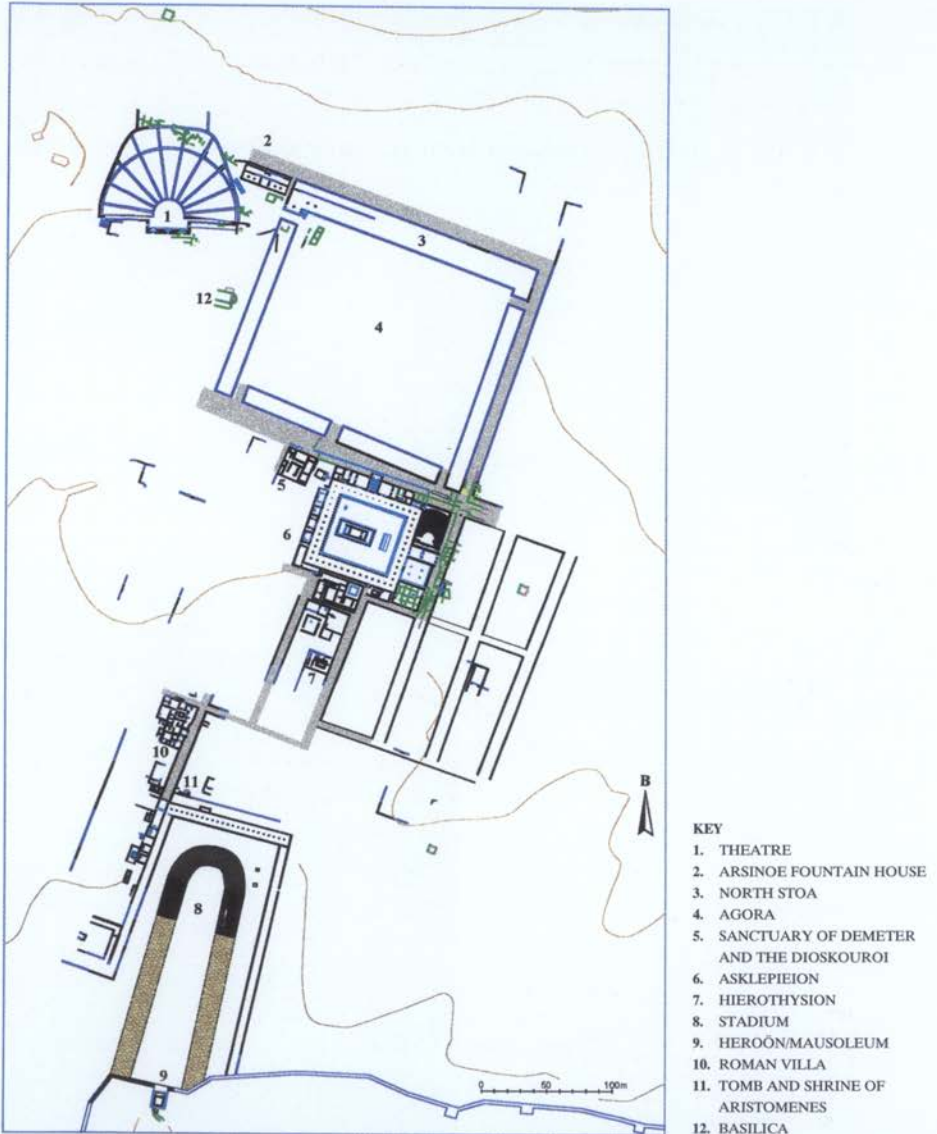 2
1
3
12
4
5
6
7
10
11
B
8
9
0 50 100m
KEY
1. THEATRE
2. ARSINOE FOUNTAIN HOUSE
3. NORTH STOA
4. AGORA
5. SANCTUARY OF DEMETER
AND THE DIOSKOUROI
6. ASKLEPIEION
7. HIEROTHYSION
8. STADIUM
9. HEROÖN/MAUSOLEUM
10. ROMAN VILLA
11. TOMB AND SHRINE OF
ARISTOMENES
12. BASILICA